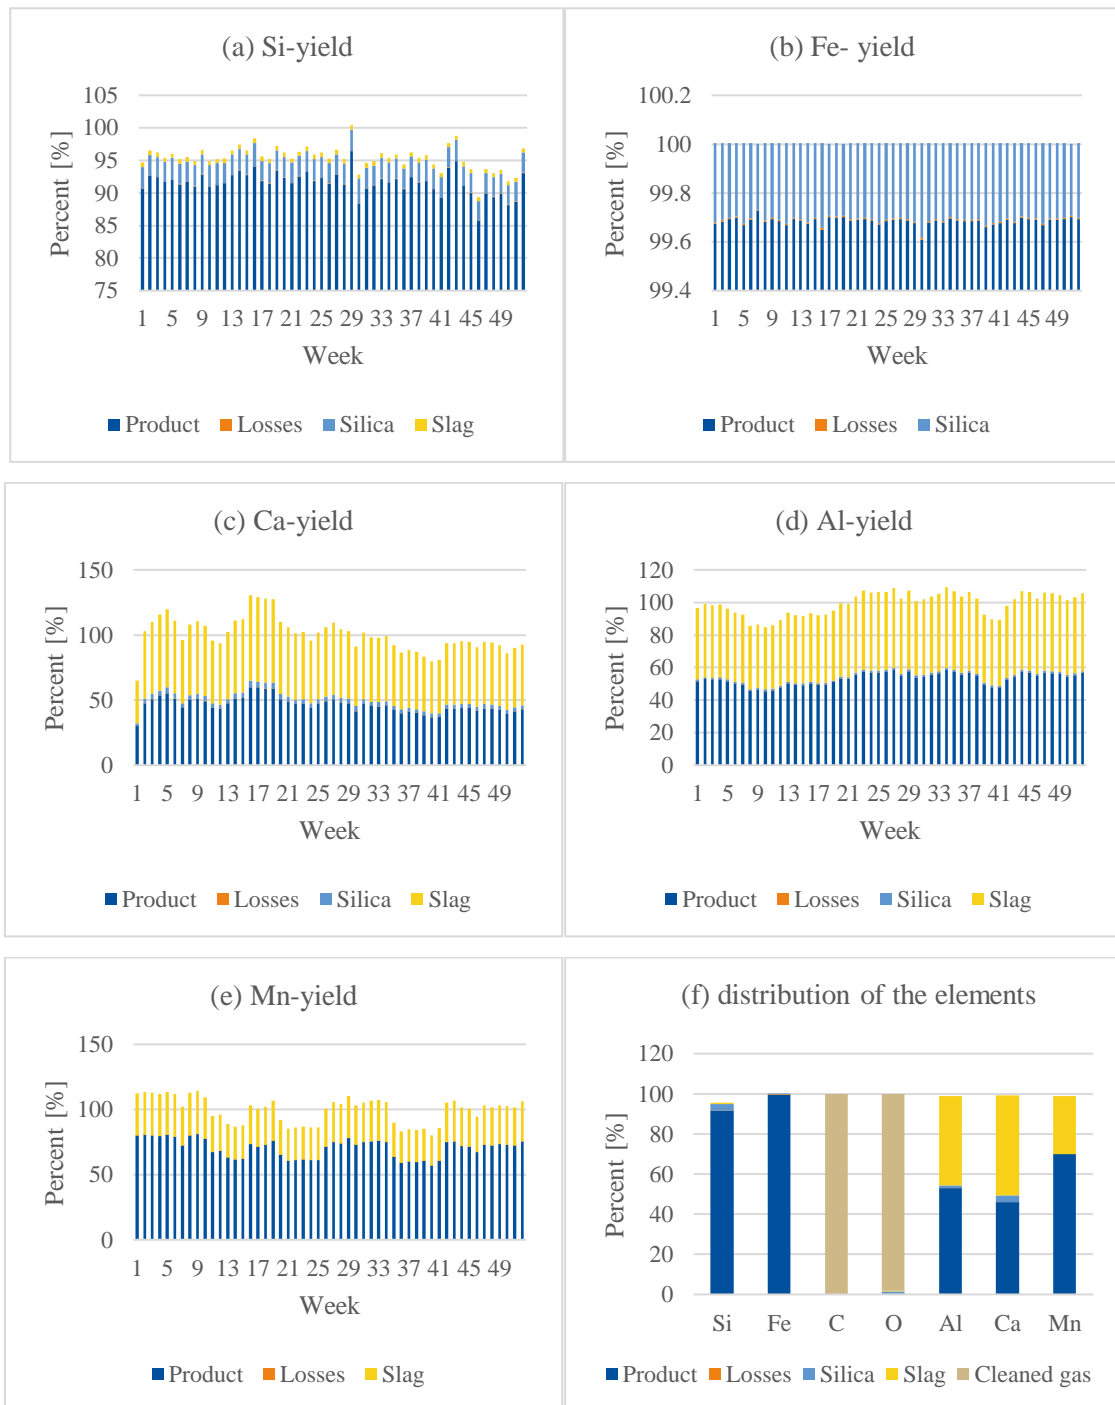 (a) Si-yield
Percent [%]
105
100
95
90
85
80
75
1 5 9 13 17 21 25 29 33 37 41 45 49
Week
Product Losses Silica Slag
(b) Fe- yield
Percent [%]
100.2
100
99.8
99.6
99.4
1 5 9 13 17 21 25 29 33 37 41 45 49
Week
Product Losses Silica
(c) Ca-yield
Percent [%]
150
100
50
0
1 5 9 13 17 21 25 29 33 37 41 45 49
Week
Product Losses Silica Slag
(d) Al-yield
Percent [%]
120
100
80
60
40
20
0
1 5 9 13 17 21 25 29 33 37 41 45 49
Week
Product Losses Silica Slag
(e) Mn-yield
Percent [%]
150
100
50
0
1 5 9 13 17 21 25 29 33 37 41 45 49
Week
Product Losses Slag
(f) distribution of the elements
Percent [%]
120
100
80
60
40
20
0
Si Fe C O Al Ca Mn
Product Losses Silica Slag Cleaned gas